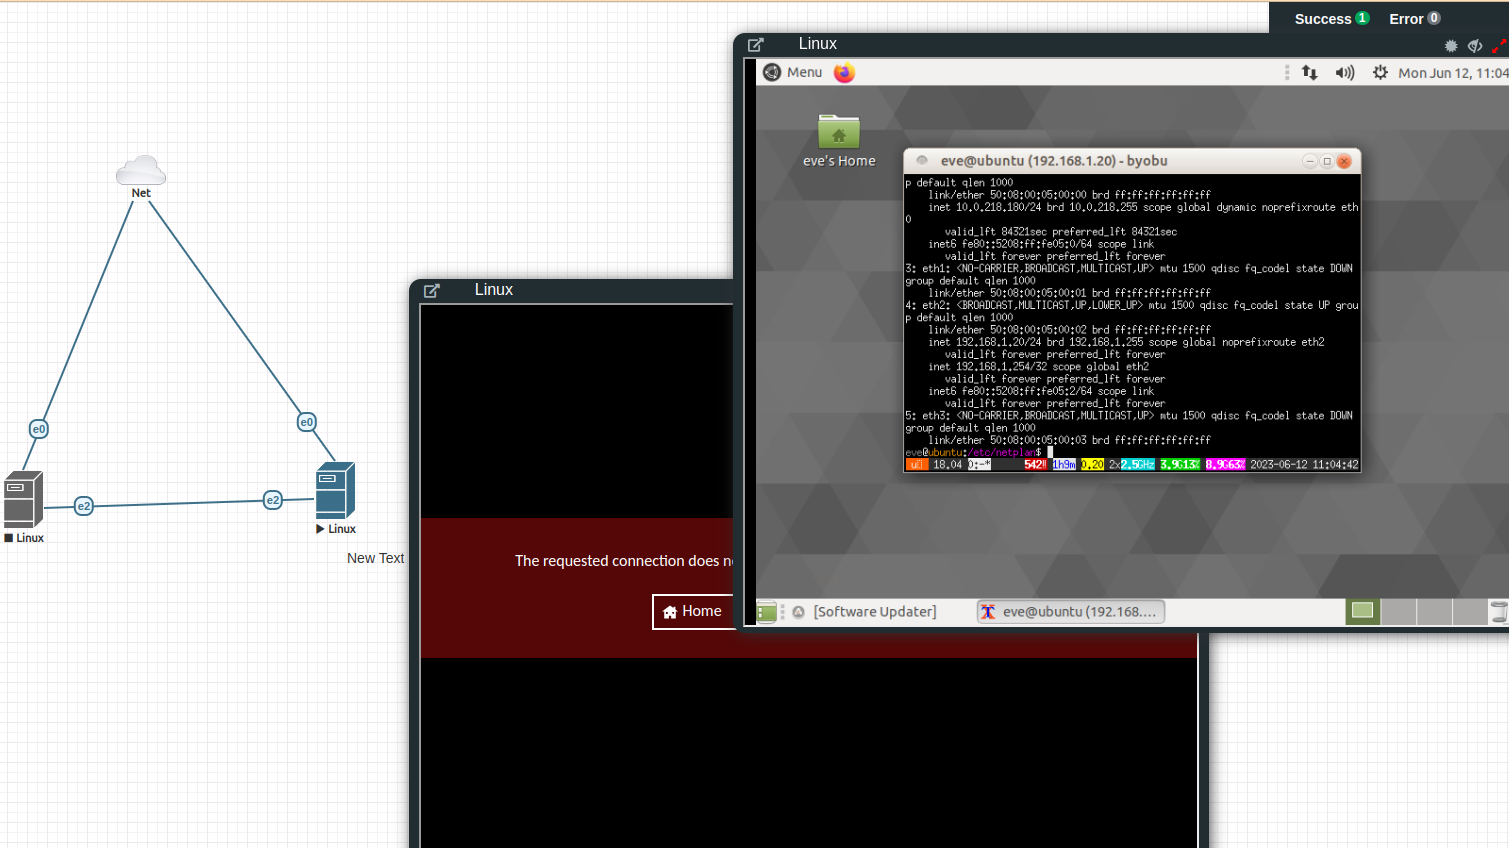 Success 1 Error 0
Linux
Menu
Mon Jun 12, 11:04
eve's Home
eve@ubuntu (192.168.1.20) - byobu
p default qlen 1000
link/ether 50:08:00:05:00:00 brd ff:ff:ff:ff:ff:ff
inet 10.0.218.180/24 brd 10.0.218.255 scope global dynamic noprefixroute eth
0
valid_lft 84321sec preferred_lft 84321sec
inet6 fe80::5208:ff:fe05:0/64 scope link
valid_lft forever preferred_lft forever
3: eth1: <NO-CARRIER,BROADCAST,MULTICAST,UP> mtu 1500 qdisc fq_codel state DOWN
group default qlen 1000
link/ether 50:08:00:05:00:01 brd ff:ff:ff:ff:ff:ff
4: eth2: <BROADCAST,MULTICAST,UP,LOWER_UP> mtu 1500 qdisc fq_codel state UP grou
p default qlen 1000
link/ether 50:08:00:05:00:02 brd ff:ff:ff:ff:ff:ff
inet 192.168.1.20/24 brd 192.168.1.255 scope global noprefixroute eth2
valid_lft forever preferred_lft forever
inet 192.168.1.254/32 scope global eth2
valid_lft forever preferred_lft forever
inet6 fe80::5208:ff:fe05:2/64 scope link
valid_lft forever preferred_lft forever
5: eth3: <NO-CARRIER,BROADCAST,MULTICAST,UP> mtu 1500 qdisc fq_codel state DOWN
group default qlen 1000
link/ether 50:08:00:05:00:03 brd ff:ff:ff:ff:ff:ff
eve@ubuntu:/etc/netplan$
18.04 0:-* 542! 1h9m 0.20 2x2.5GHz 3.9G13% 8.9G63% 2023-06-12 11:04:42
[Software Updater]
eve@ubuntu (192.168....
Net
e0
e0
e2
e2
Linux
Linux
New Text
Linux
The requested connection does
Home